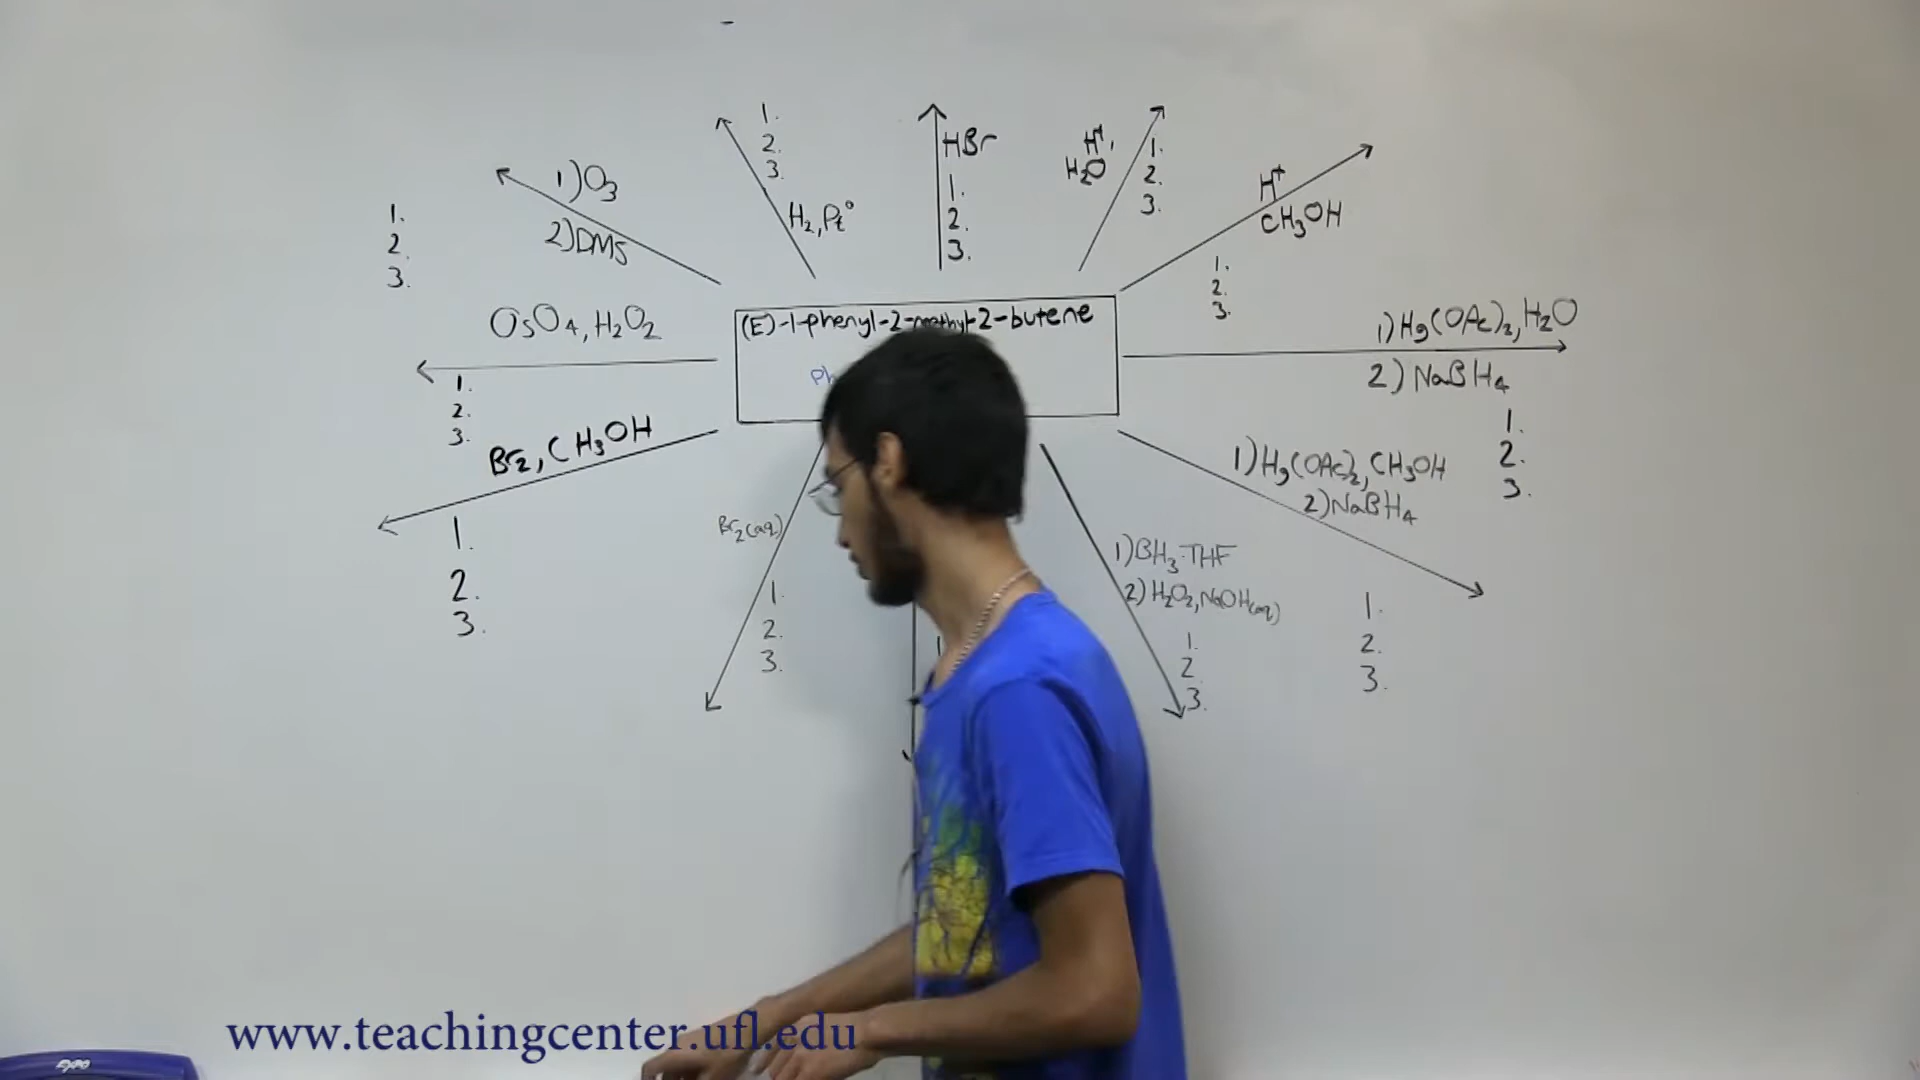 1)O3
2)DMS
1.
2.
3.
1.
2.
3.
H2, Pt°
HBr
1.
2.
3.
H+,
H2O
1.
2.
3.
H+
CH3OH
1.
2.
3.
OsO4, H2O2
1.
2.
3.
(E)-1-phenyl-2-methyl-2-butene
Ph
1)Hg(OAc)2, H2O
2)NaBH4
1.
2.
3.
Br2, CH3OH
1.
2.
3.
Br2(aq)
1.
2.
3.
1)BH3·THF
2)H2O2, NaOH(aq)
1.
2
3.
1)Hg(OAc)2, CH3OH
2)NaBH4
1.
2.
3.
www.teachingcenter.ufl.edu
expo